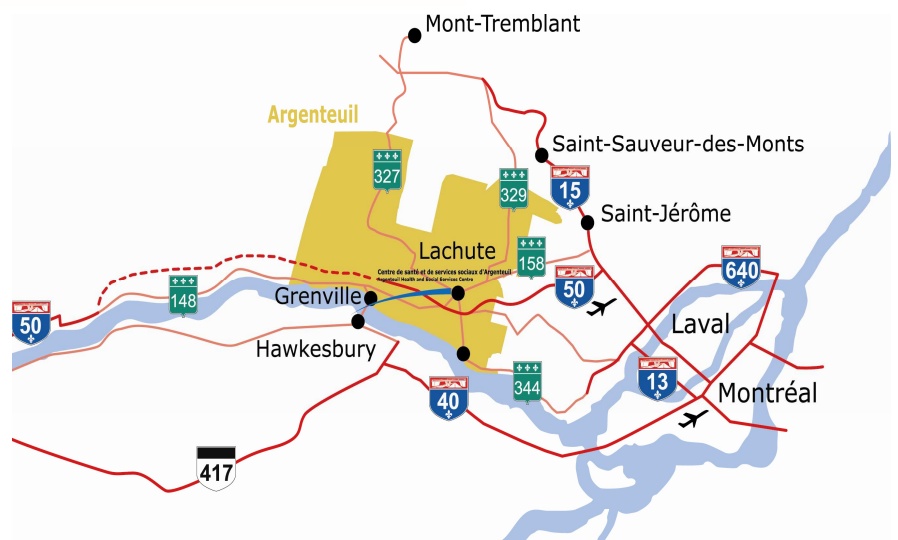 Mont-Tremblant
Argenteuil
Saint-Sauveur-des-Monts
327
329
15
Saint-Jérôme
Lachute
158
Centre de santé et de services sociaux d'Argenteuil
Argenteuil Health and Social Services Centre
640
148
Grenville
50
50
Laval
Hawkesbury
13
344
40
Montréal
417